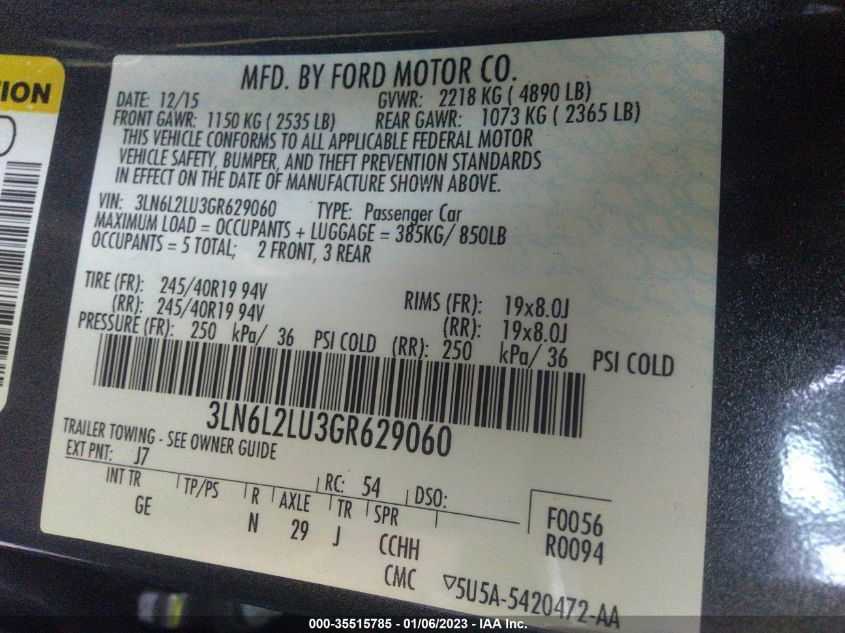 TION
MFD. BY FORD MOTOR CO.
DATE: 12/15 GVWR: 2218 KG ( 4890 LB)
FRONT GAWR: 1150 KG ( 2535 LB) REAR GAWR: 1073 KG ( 2365 LB)
THIS VEHICLE CONFORMS TO ALL APPLICABLE FEDERAL MOTOR
VEHICLE SAFETY, BUMPER, AND THEFT PREVENTION STANDARDS
IN EFFECT ON THE DATE OF MANUFACTURE SHOWN ABOVE.
VIN: 3LN6L2LU3GR629060 TYPE: Passenger Car
MAXIMUM LOAD = OCCUPANTS + LUGGAGE = 385KG/ 850LB
OCCUPANTS = 5 TOTAL; 2 FRONT, 3 REAR
TIRE (FR): 245/40R19 94V RIMS (FR): 19x8.0J
(RR): 245/40R19 94V (RR): 19x8.0J
PRESSURE (FR): 250 kPa/ 36 PSI COLD (RR): 250 kPa/ 36 PSI COLD
3LN6L2LU3GR629060
TRAILER TOWING - SEE OWNER GUIDE
EXT PNT: J7 RC: 54 DSO:
INT TR TP/PS R AXLE TR SPR F0056
GE N 29 J CCHH R0094
CMC ▽5U5A-5420472-AA
000-35515785 - 01/06/2023 - IAA Inc.